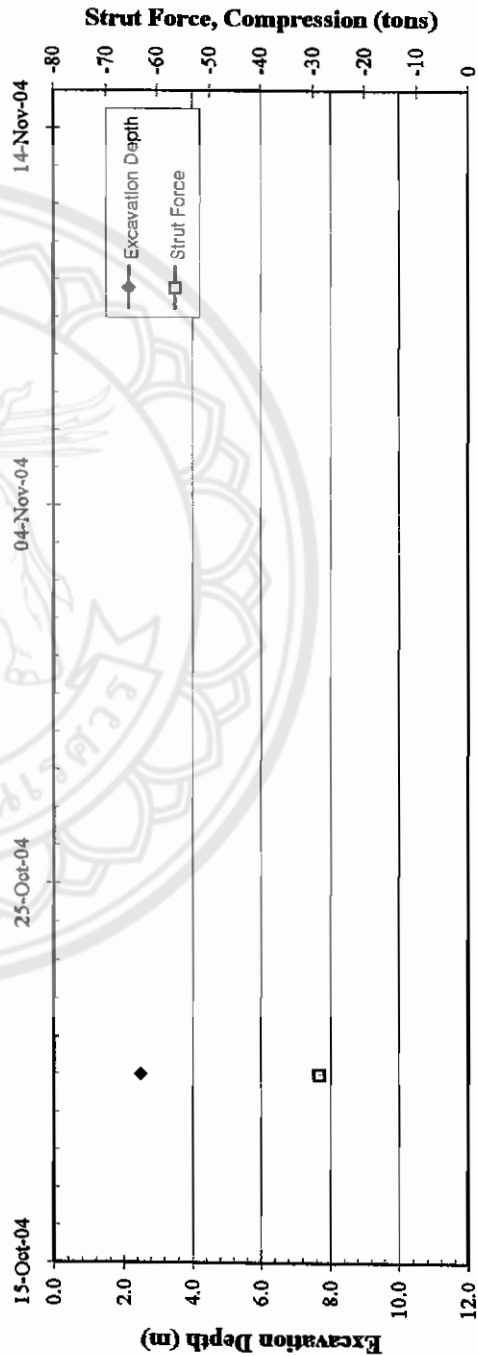 Strut Force, Compression (tons)
-80
-70
-60
-50
-40
-30
-20
-10
0
15-Oct-04
25-Oct-04
04-Nov-04
14-Nov-04
Excavation Depth
Strut Force
0.0
2.0
4.0
6.0
8.0
10.0
12.0
Excavation Depth (m)